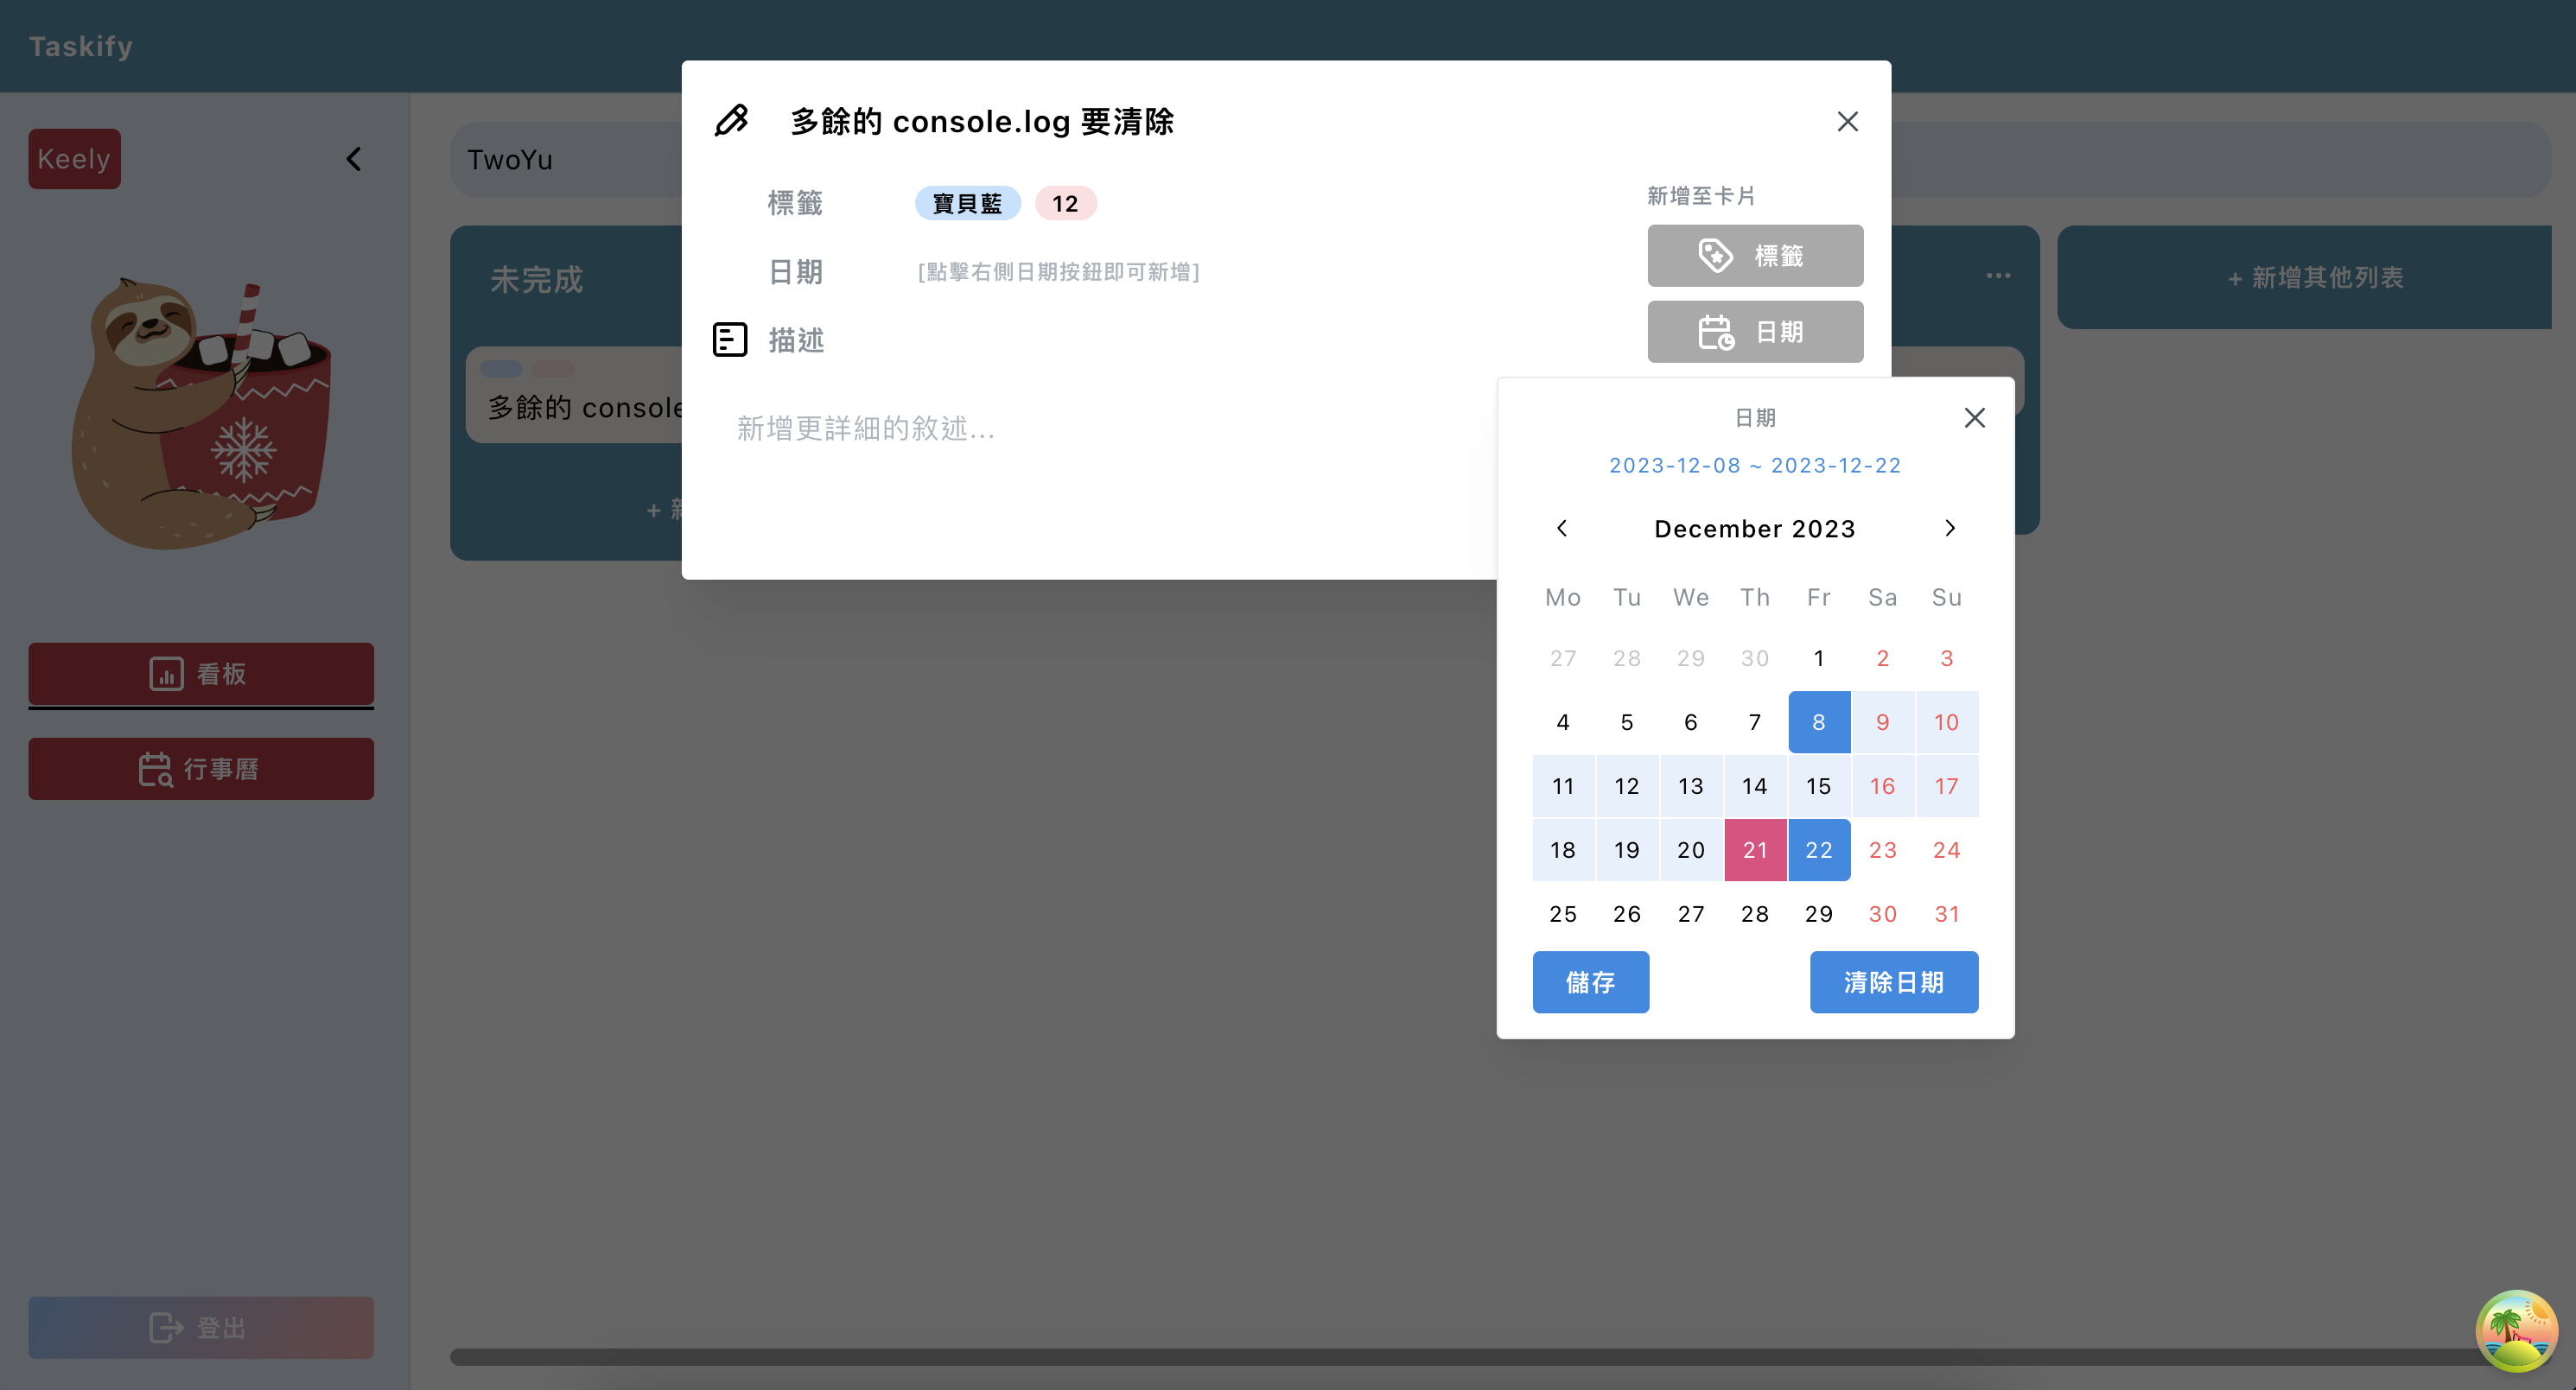 Taskify
Keely
看板
行事曆
登出
TwoYu
未完成
多餘的 console
+ 新
+ 新增其他列表
多餘的 console.log 要清除
標籤
寶貝藍
12
日期
[點擊右側日期按鈕即可新增]
描述
新增更詳細的敘述...
新增至卡片
標籤
日期
日期
2023-12-08 ~ 2023-12-22
December 2023
Mo Tu We Th Fr Sa Su
27 28 29 30 1 2 3
4 5 6 7 8 9 10
11 12 13 14 15 16 17
18 19 20 21 22 23 24
25 26 27 28 29 30 31
儲存
清除日期